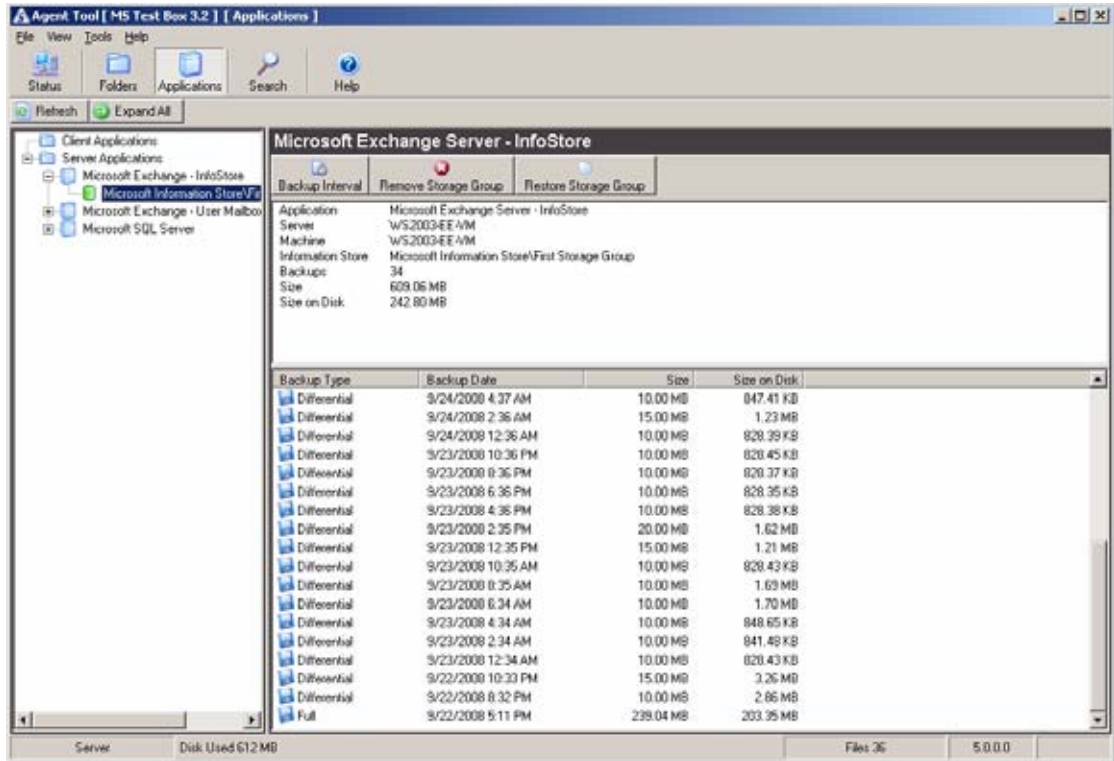 Agent Tool [ MS Test Box 3.2 ] [ Applications ]
File View Tools Help
Status Folders Applications Search Help
Refresh Expand All
Client Applications
Server Applications
Microsoft Exchange - InfoStore
Microsoft Information Store\Fir
Microsoft Exchange - User Mailbo
Microsoft SQL Server
Microsoft Exchange Server - InfoStore
Backup Interval Remove Storage Group Restore Storage Group
Application Microsoft Exchange Server - InfoStore
Server WS2003-EE-VM
Machine WS2003-EE-VM
Information Store Microsoft Information Store\First Storage Group
Backups 34
Size 609.06 MB
Size on Disk 242.80 MB
Backup Type Backup Date Size Size on Disk
Differential 9/24/2008 4:37 AM 10.00 MB 847.41 KB
Differential 9/24/2008 2:36 AM 15.00 MB 1.23 MB
Differential 9/24/2008 12:36 AM 10.00 MB 828.39 KB
Differential 9/23/2008 10:36 PM 10.00 MB 828.45 KB
Differential 9/23/2008 8:36 PM 10.00 MB 828.37 KB
Differential 9/23/2008 6:36 PM 10.00 MB 828.35 KB
Differential 9/23/2008 4:36 PM 10.00 MB 828.38 KB
Differential 9/23/2008 2:35 PM 20.00 MB 1.62 MB
Differential 9/23/2008 12:35 PM 15.00 MB 1.21 MB
Differential 9/23/2008 10:35 AM 10.00 MB 828.43 KB
Differential 9/23/2008 8:35 AM 10.00 MB 1.69 MB
Differential 9/23/2008 6:34 AM 10.00 MB 1.70 MB
Differential 9/23/2008 4:34 AM 10.00 MB 848.65 KB
Differential 9/23/2008 2:34 AM 10.00 MB 841.48 KB
Differential 9/23/2008 12:34 AM 10.00 MB 828.43 KB
Differential 9/22/2008 10:33 PM 15.00 MB 3.26 MB
Differential 9/22/2008 8:32 PM 10.00 MB 2.86 MB
Full 9/22/2008 5:11 PM 239.04 MB 203.35 MB
Server Disk Used 612 MB Files 36 5.0.0.0